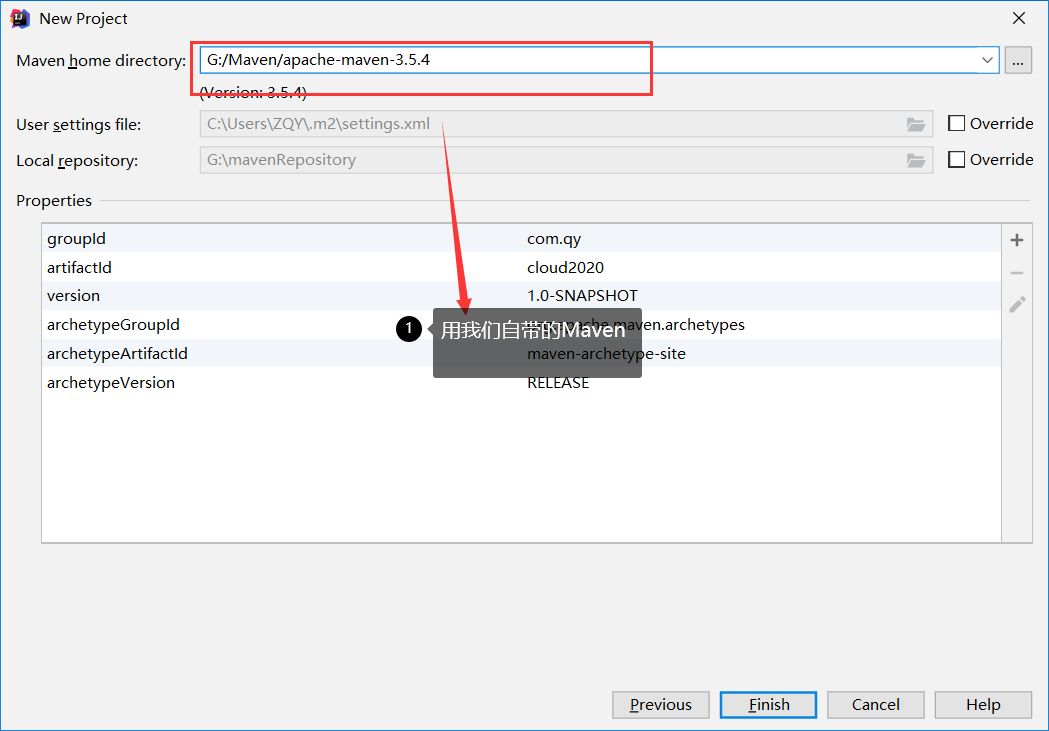 New Project
Maven home directory: G:/Maven/apache-maven-3.5.4 ...
(Version: 3.5.4)
User settings file: C:\Users\ZQY\.m2\settings.xml Override
Local repository: G:\mavenRepository Override
Properties
groupId com.qy
artifactId cloud2020
version 1.0-SNAPSHOT
archetypeGroupId maven.archetypes
1 用我们自带的Maven
archetypeArtifactId maven-archetype-site
archetypeVersion RELEASE
Previous Finish Cancel Help